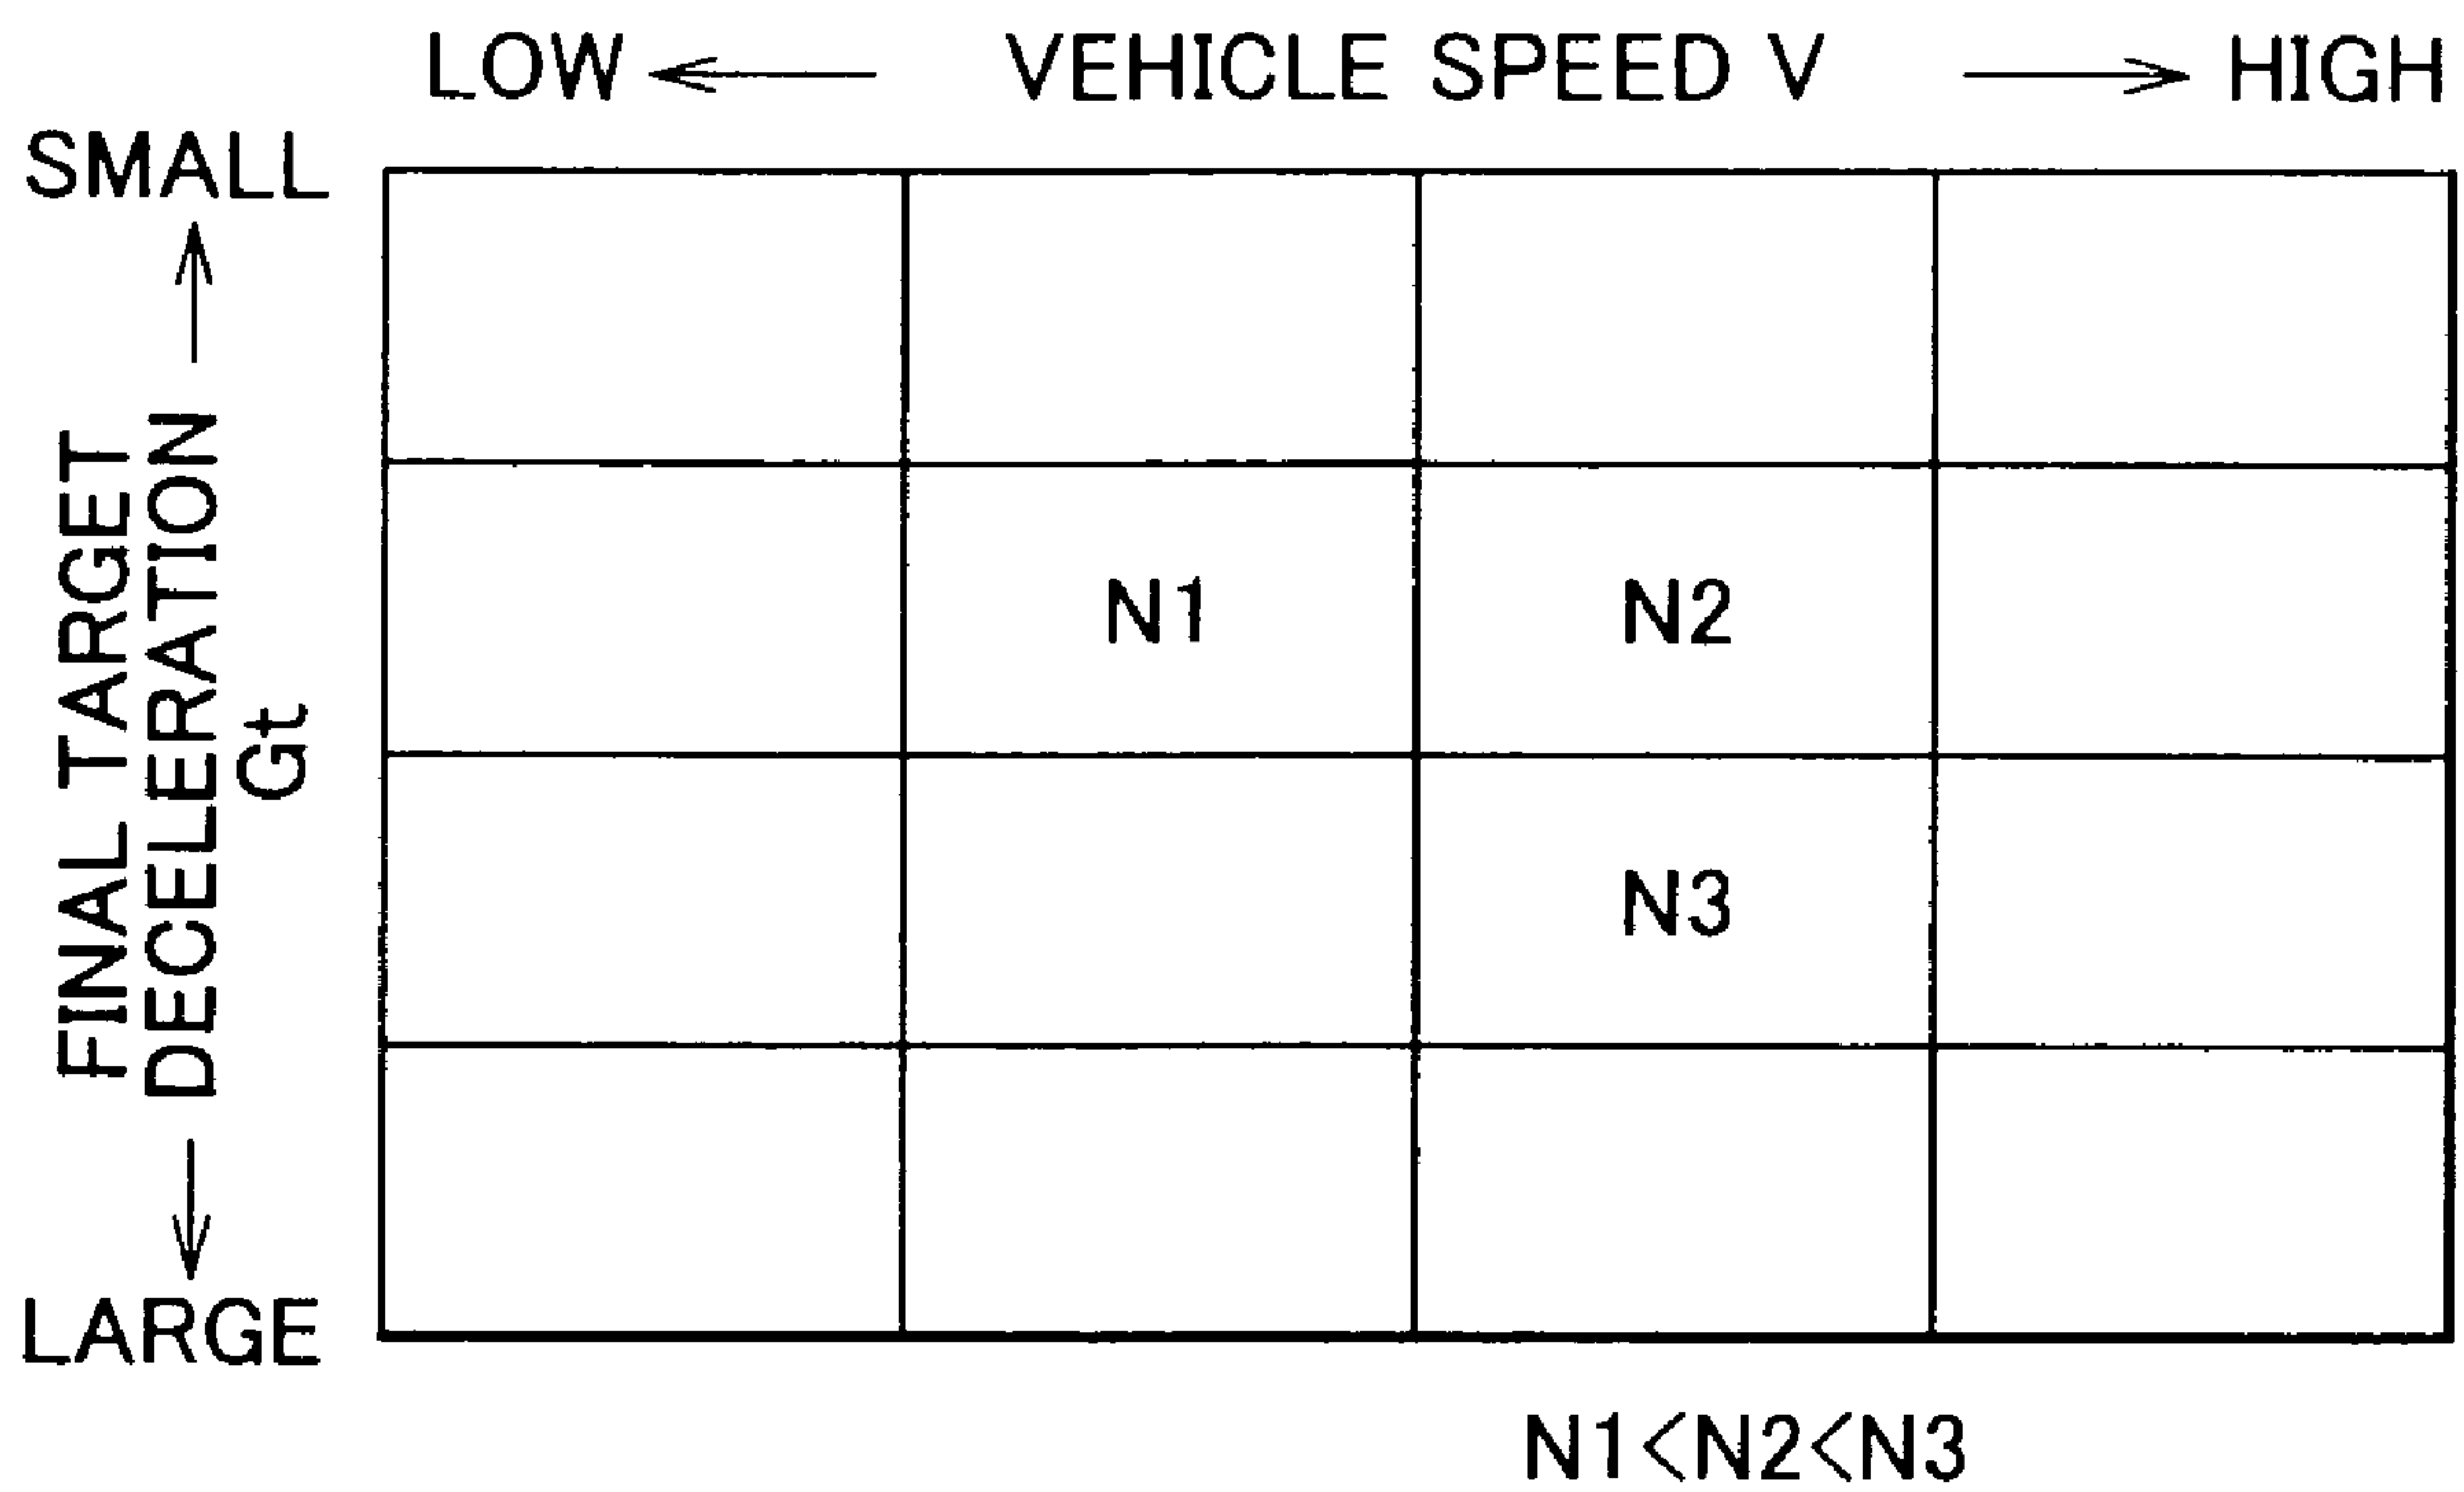 LOW VEHICLE SPEED V HIGH
SMALL
FINAL TARGET
DECELERATION
Gt
LARGE
N1 N2
N3
N1<N2<N3